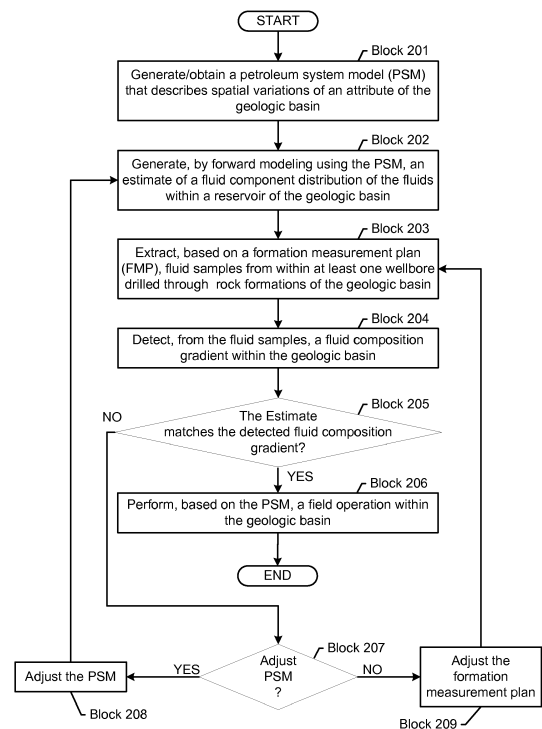 START
Block 201
Generate/obtain a petroleum system model (PSM)
that describes spatial variations of an attribute of the
geologic basin
Block 202
Generate, by forward modeling using the PSM, an
estimate of a fluid component distribution of the fluids
within a reservoir of the geologic basin
Block 203
Extract, based on a formation measurement plan
(FMP), fluid samples from within at least one wellbore
drilled through rock formations of the geologic basin
Block 204
Detect, from the fluid samples, a fluid composition
gradient within the geologic basin
Block 205
NO
The Estimate
matches the detected fluid composition
gradient?
YES
Block 206
Perform, based on the PSM, a field operation within
the geologic basin
END
Block 207
Adjust
PSM
?
YES
NO
Adjust the PSM
Block 208
Adjust the
formation
measurement plan
Block 209